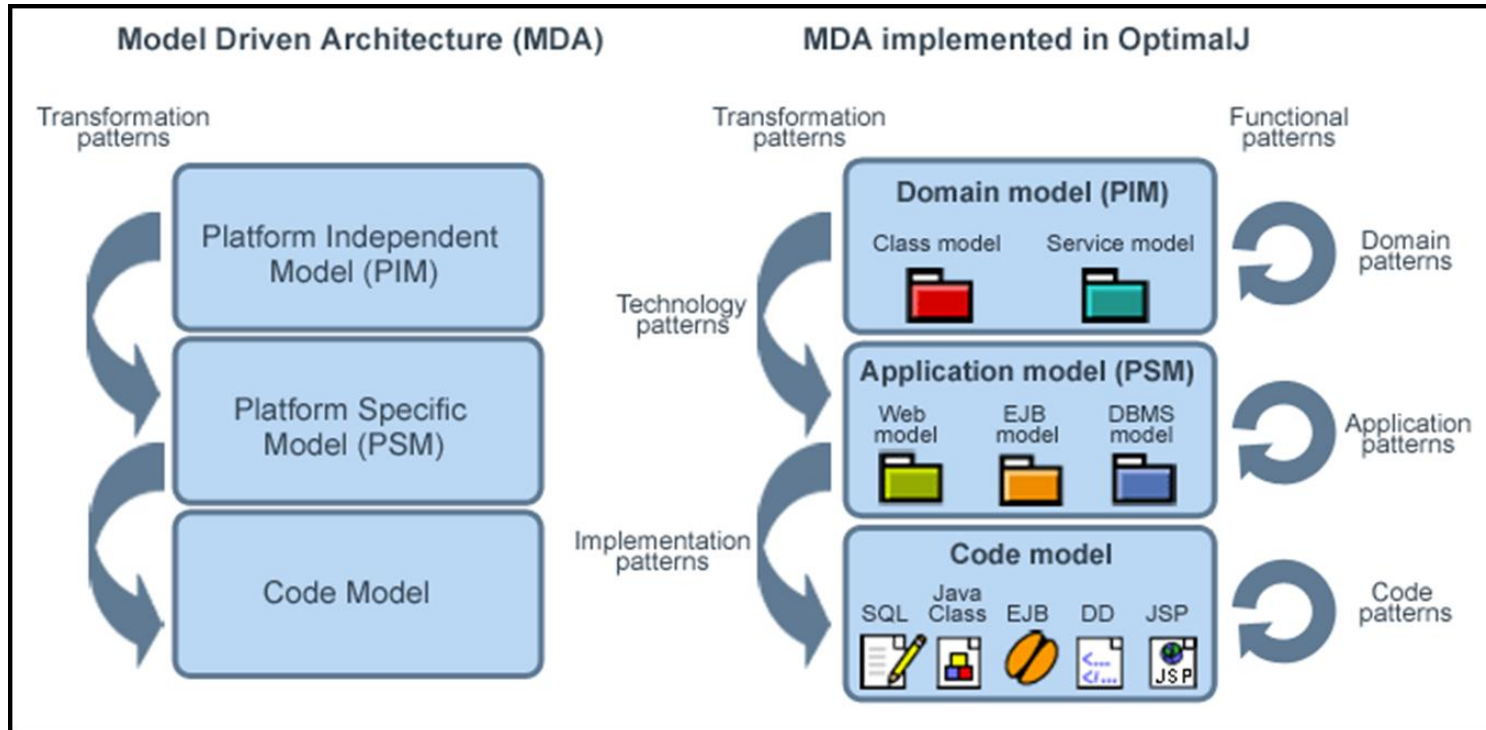 Model Driven Architecture (MDA)
MDA implemented in OptimalJ
Transformation
patterns
Platform Independent
Model (PIM)
Platform Specific
Model (PSM)
Code Model
Transformation
patterns
Functional
patterns
Technology
patterns
Implementation
patterns
Domain model (PIM)
Class model
Service model
Domain
patterns
Application model (PSM)
Web
model
EJB
model
DBMS
model
Application
patterns
Code model
SQL
Java
Class
EJB
DD
JSP
<...
</...
JSP
Code
patterns